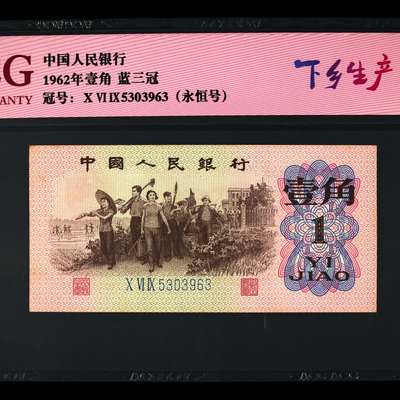 G
RANTY
中国人民银行
1962年壹角 蓝三冠
冠号： X Ⅵ Ⅸ 5303963（永恒号）
下乡生产
中國人民銀行
壹角
1
YI
JIAO
X Ⅵ Ⅸ 5303963